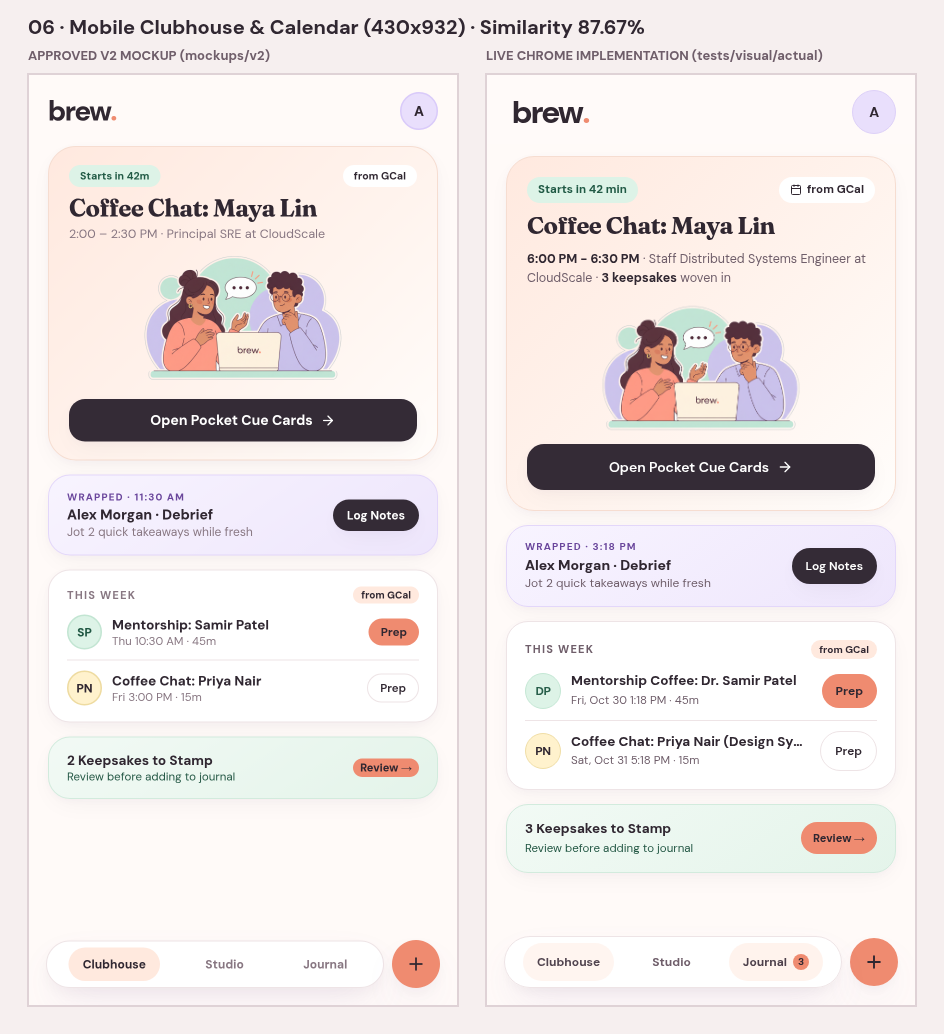 06 · Mobile Clubhouse & Calendar (430x932) · Similarity 87.67%
APPROVED V2 MOCKUP (mockups/v2)
brew.
A
Starts in 42m
from GCal
Coffee Chat: Maya Lin
2:00 – 2:30 PM · Principal SRE at CloudScale
brew.
Open Pocket Cue Cards →
WRAPPED · 11:30 AM
Alex Morgan · Debrief
Jot 2 quick takeaways while fresh
Log Notes
THIS WEEK
from GCal
SP
Mentorship: Samir Patel
Thu 10:30 AM · 45m
Prep
PN
Coffee Chat: Priya Nair
Fri 3:00 PM · 15m
Prep
2 Keepsakes to Stamp
Review before adding to journal
Review →
Clubhouse
Studio
Journal
+
LIVE CHROME IMPLEMENTATION (tests/visual/actual)
brew.
A
Starts in 42 min
from GCal
Coffee Chat: Maya Lin
6:00 PM – 6:30 PM · Staff Distributed Systems Engineer at
CloudScale · 3 keepsakes woven in
brew.
Open Pocket Cue Cards →
WRAPPED · 3:18 PM
Alex Morgan · Debrief
Jot 2 quick takeaways while fresh
Log Notes
THIS WEEK
from GCal
DP
Mentorship Coffee: Dr. Samir Patel
Fri, Oct 30 1:18 PM · 45m
Prep
PN
Coffee Chat: Priya Nair (Design Sy...
Sat, Oct 31 5:18 PM · 15m
Prep
3 Keepsakes to Stamp
Review before adding to journal
Review →
Clubhouse
Studio
Journal 3
+